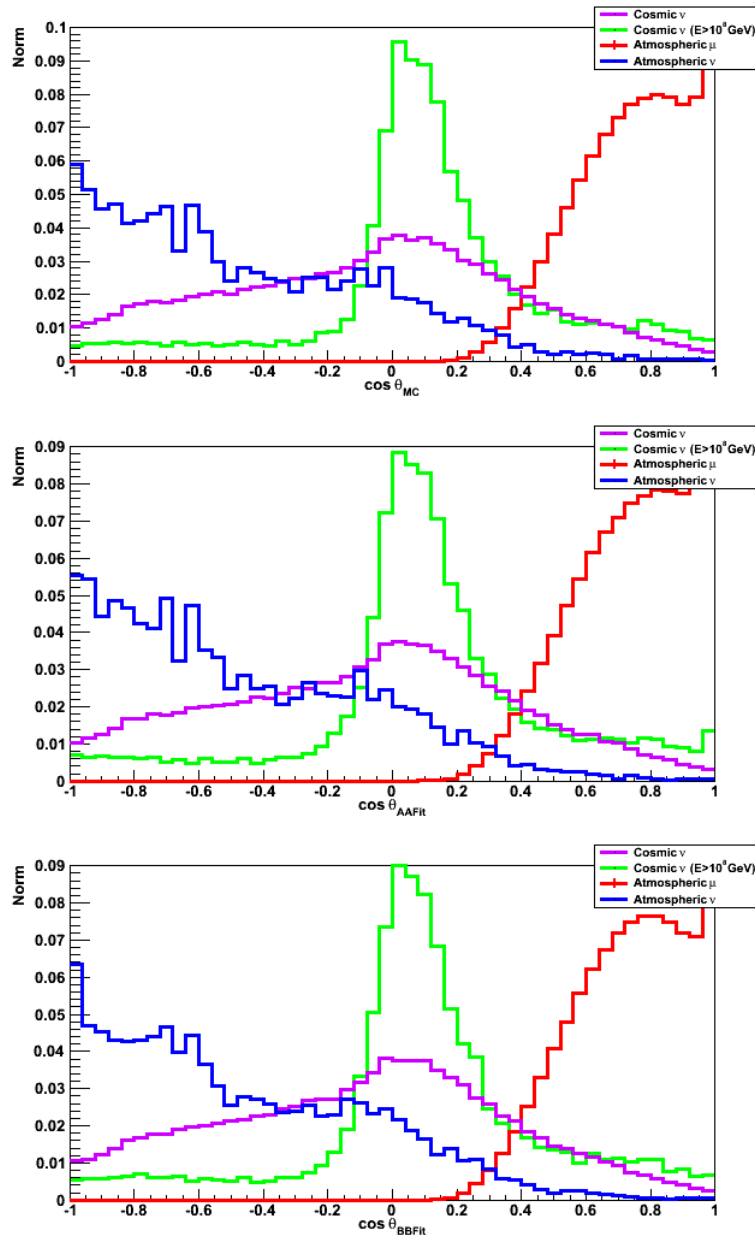 Norm
0.1
0.09
0.08
0.07
0.06
0.05
0.04
0.03
0.02
0.01
0
Cosmic ν
Cosmic ν (E>10⁸GeV)
Atmospheric μ
Atmospheric ν
-1 -0.8 -0.6 -0.4 -0.2 0 0.2 0.4 0.6 0.8 1
cos θMC
Norm
0.09
0.08
0.07
0.06
0.05
0.04
0.03
0.02
0.01
0
Cosmic ν
Cosmic ν (E>10⁸GeV)
Atmospheric μ
Atmospheric ν
-1 -0.8 -0.6 -0.4 -0.2 0 0.2 0.4 0.6 0.8 1
cos θAAFit
Norm
0.09
0.08
0.07
0.06
0.05
0.04
0.03
0.02
0.01
0
Cosmic ν
Cosmic ν (E>10⁸GeV)
Atmospheric μ
Atmospheric ν
-1 -0.8 -0.6 -0.4 -0.2 0 0.2 0.4 0.6 0.8 1
cos θBBFit